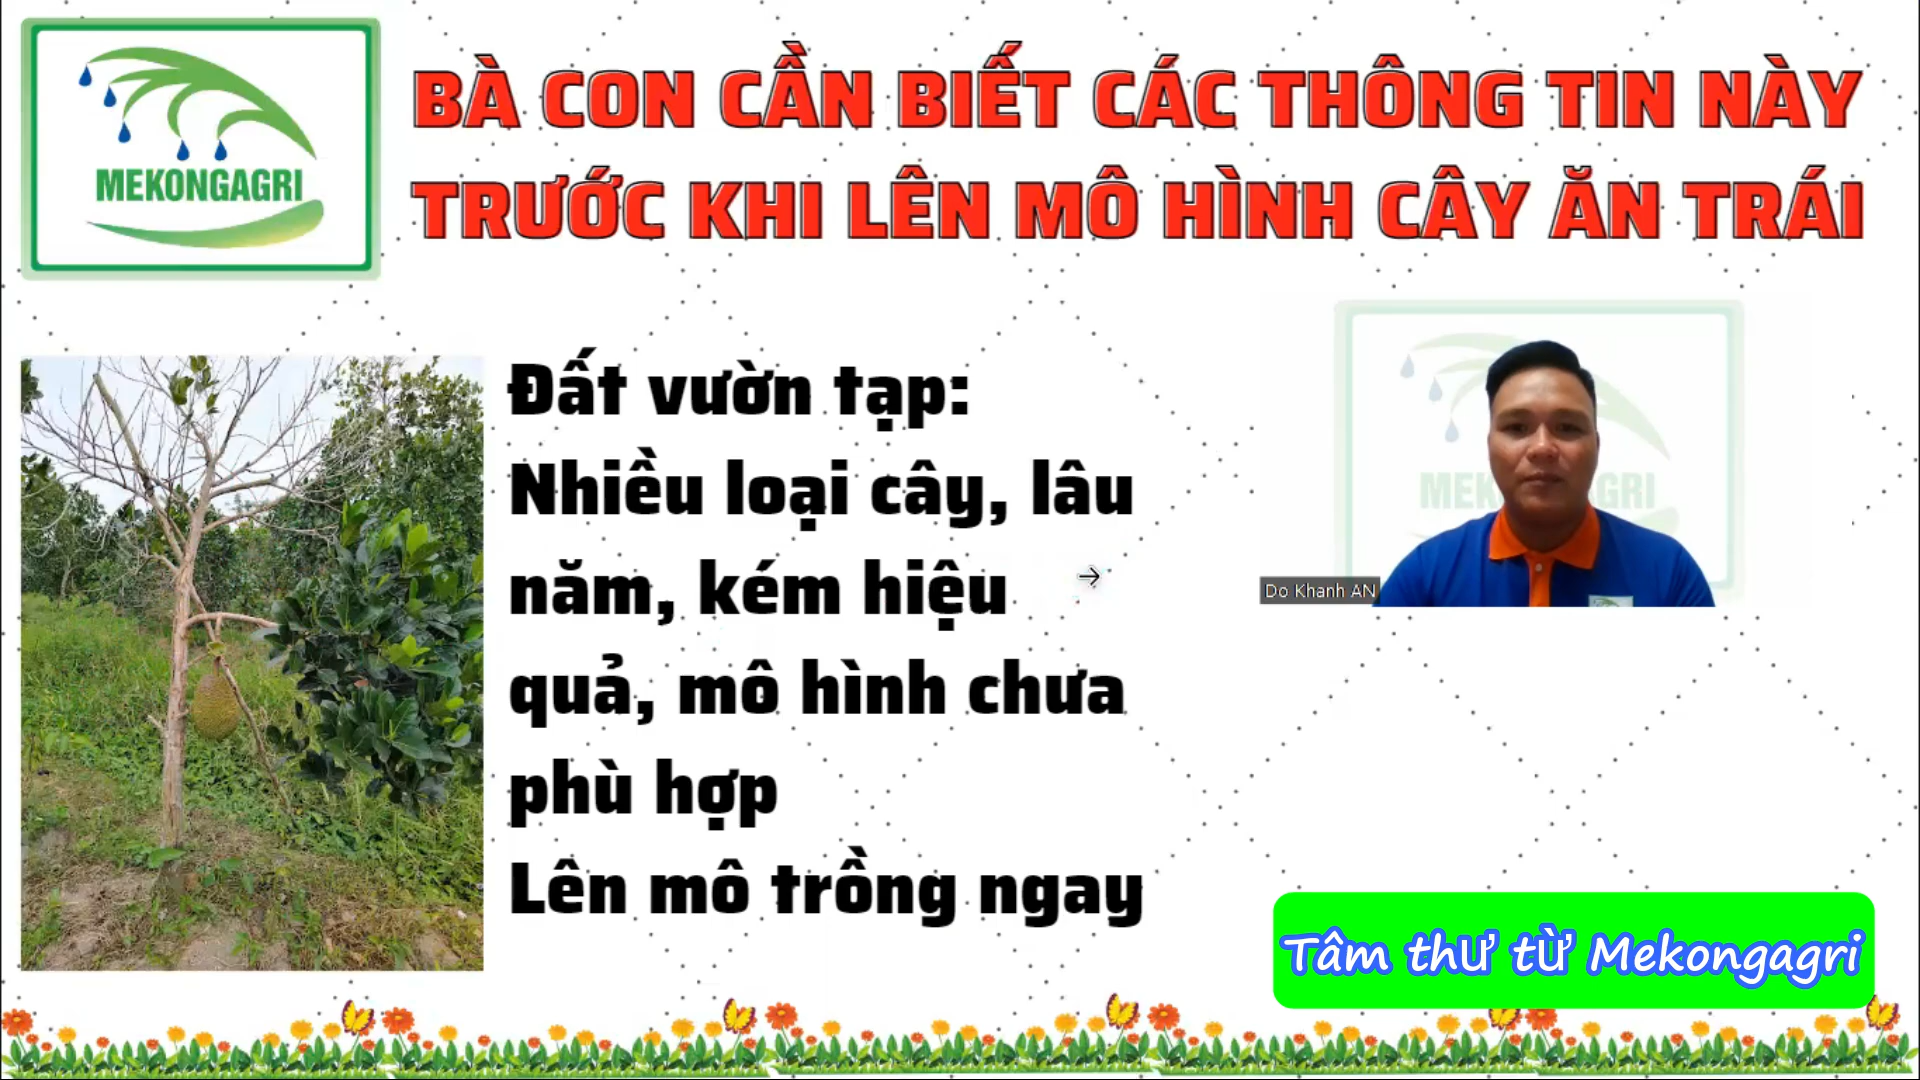 MEKONGAGRI
BÀ CON CẦN BIẾT CÁC THÔNG TIN NÀY
TRƯỚC KHI LÊN MÔ HÌNH CÂY ĂN TRÁI
Đất vườn tạp:
Nhiều loại cây, lâu
năm, kém hiệu
quả, mô hình chưa
phù hợp
Lên mô trồng ngay
Do Khanh AN
Tâm thư từ Mekongagri